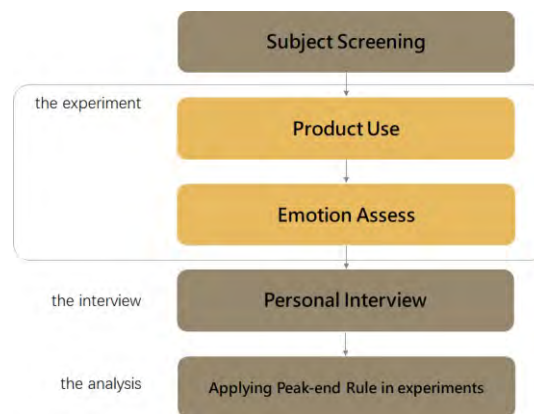 Subject Screening
the experiment
Product Use
Emotion Assess
the interview
Personal Interview
the analysis
Applying Peak-end Rule in experiments